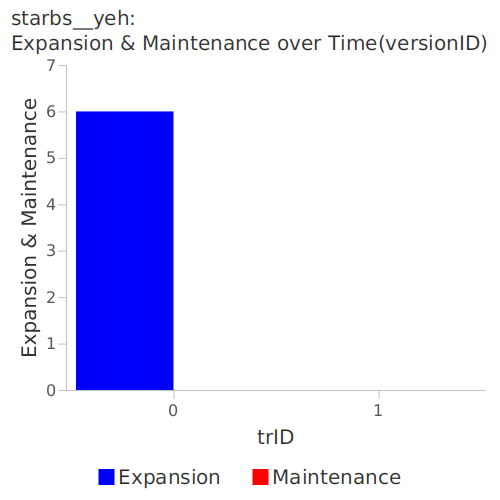 starbs__yeh:
Expansion & Maintenance over Time(versionID)
Expansion & Maintenance
7
6
5
4
3
2
1
0
0 1
trID
Expansion Maintenance